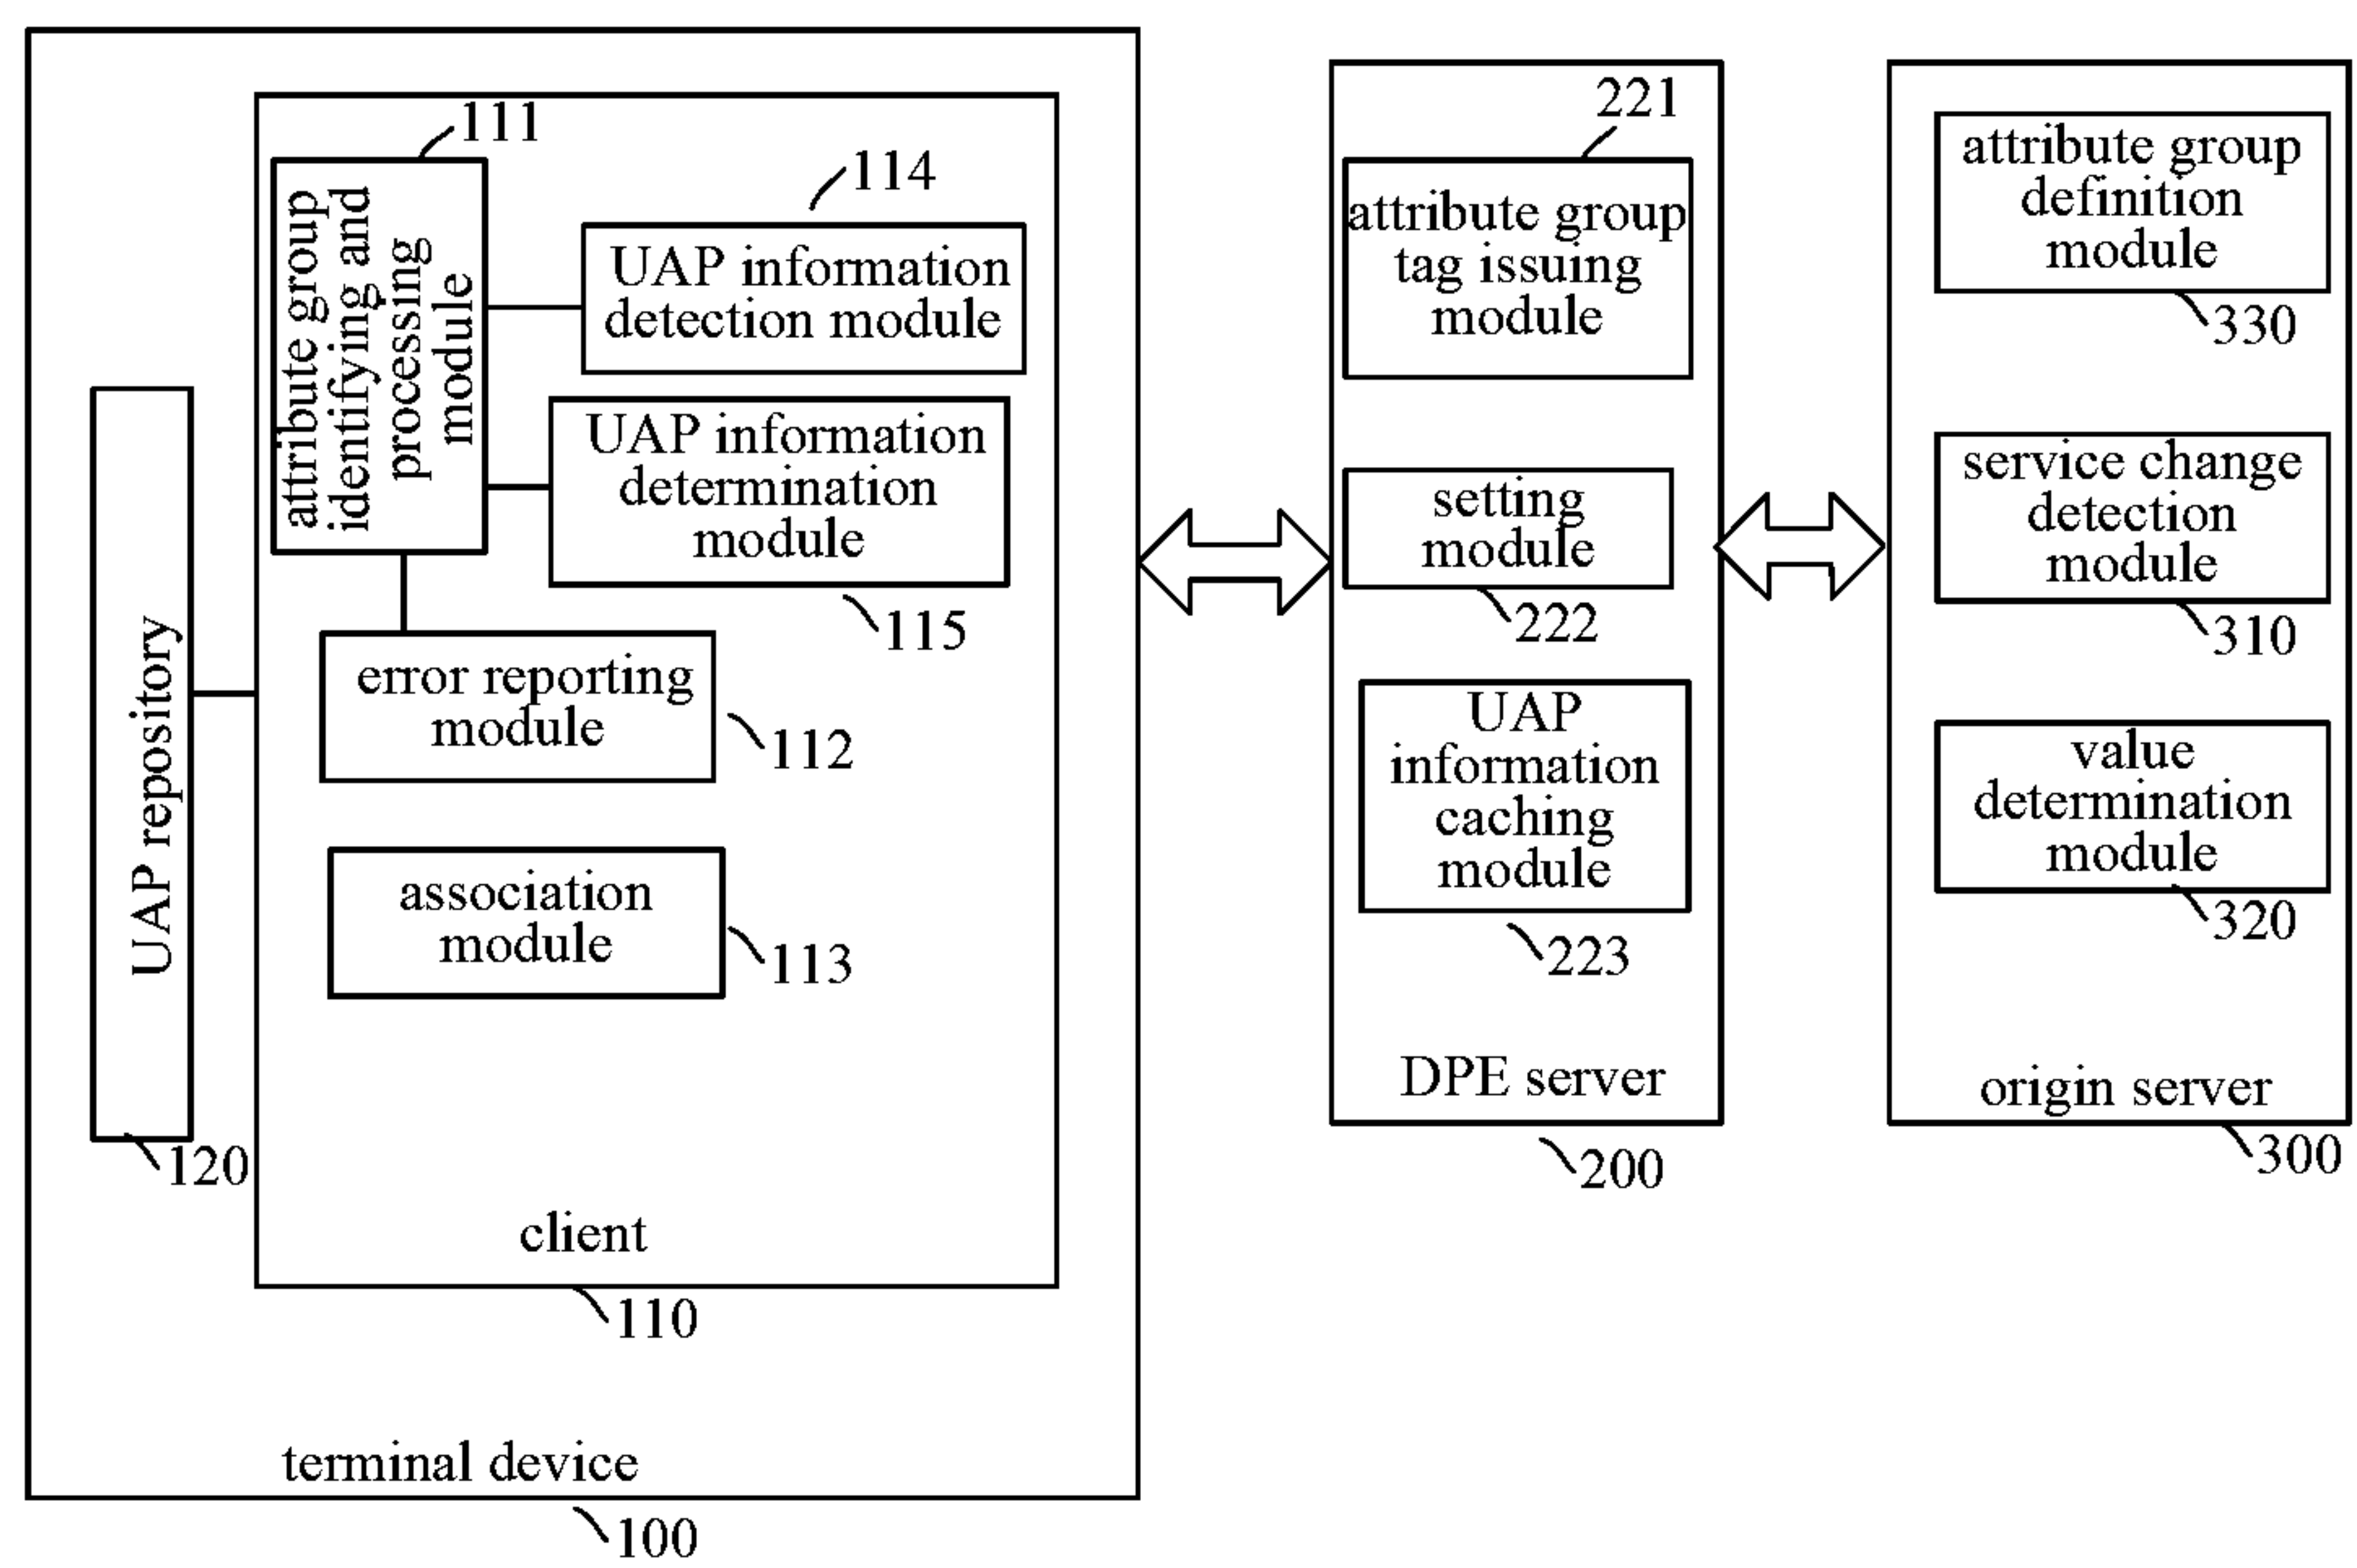 111
attribute group
identifying and
processing
module
114
UAP information
detection module
UAP information
determination
module
115
error reporting
module
112
association
module
113
UAP repository
120
client
110
terminal device
100
221
attribute group
tag issuing
module
setting
module
222
UAP
information
caching
module
223
DPE server
200
attribute group
definition
module
330
service change
detection
module
310
value
determination
module
320
origin server
300